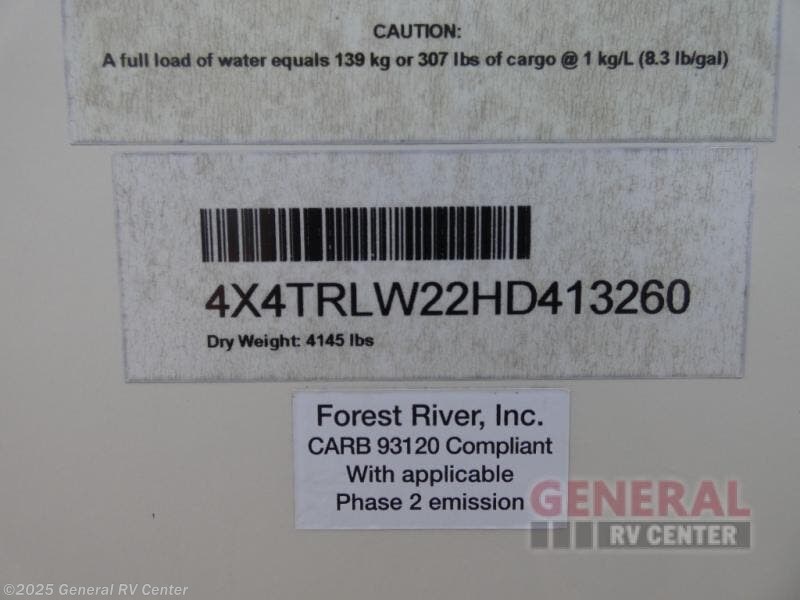 CAUTION:
A full load of water equals 139 kg or 307 lbs of cargo @ 1 kg/L (8.3 lb/gal)
4X4TRLW22HD413260
Dry Weight: 4145 lbs
Forest River, Inc.
CARB 93120 Compliant
With applicable
Phase 2 emission
GENERAL
RV CENTER
©2025 General RV Center